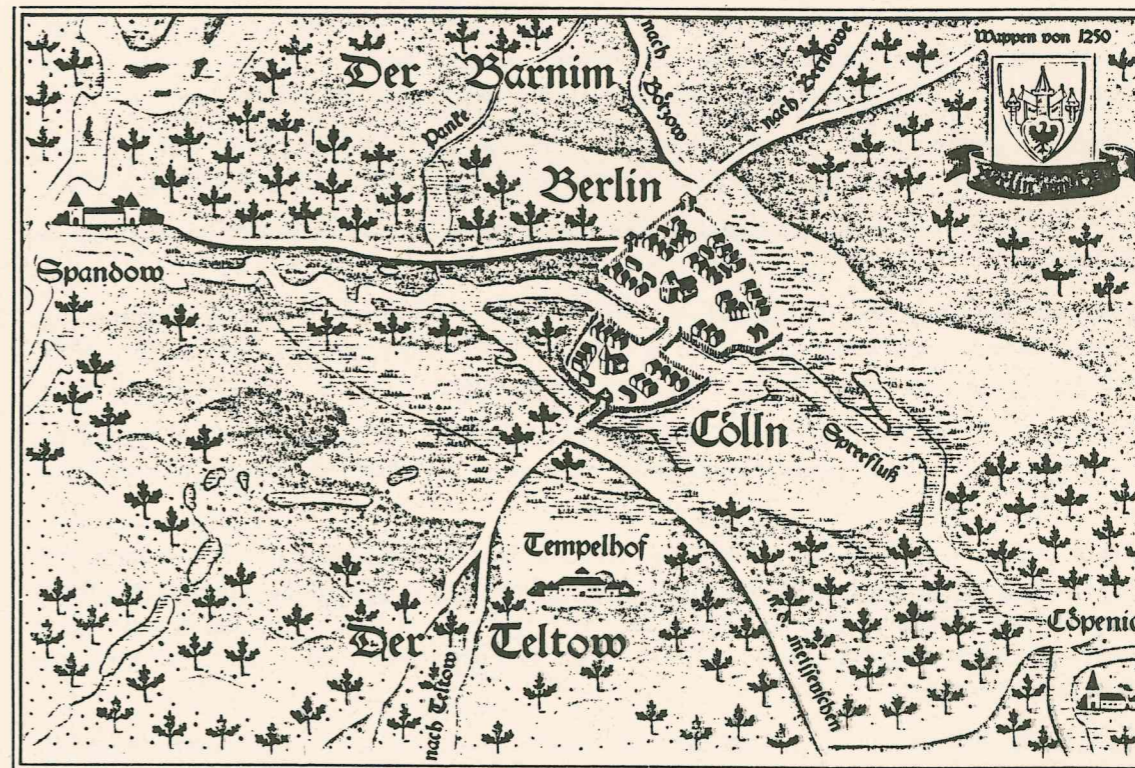 Wappen von 1250
Der Barnim
nach Bötzow
nach Bernowe
Panke
Berlin
Spandow
Cölln
Spreefluß
Tempelhof
Der Teltow
nach Teltow
Cöpenic